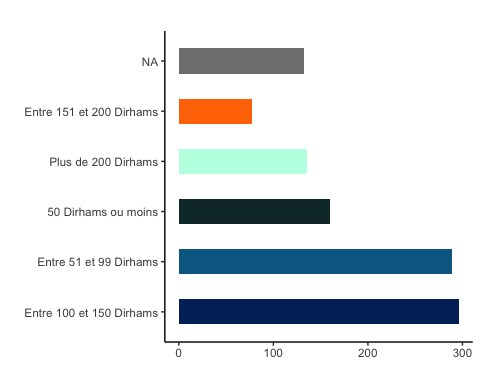 NA
Entre 151 et 200 Dirhams
Plus de 200 Dirhams
50 Dirhams ou moins
Entre 51 et 99 Dirhams
Entre 100 et 150 Dirhams
0 100 200 300